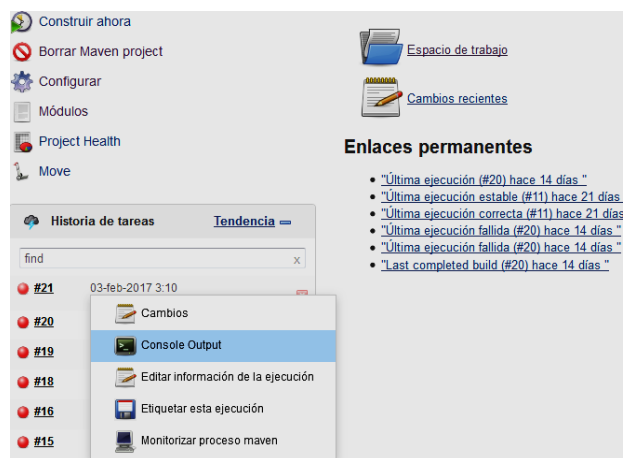 Construir ahora
Borrar Maven project
Configurar
Módulos
Project Health
Move
Historia de tareas
Tendencia
find
x
#21
03-feb-2017 3:10
#20
#19
#18
#16
#15
Cambios
Console Output
Editar información de la ejecución
Etiquetar esta ejecución
Monitorizar proceso maven
Espacio de trabajo
Cambios recientes
Enlaces permanentes
"Última ejecución (#20) hace 14 días "
"Última ejecución estable (#11) hace 21 días
"Última ejecución correcta (#11) hace 21 días
"Última ejecución fallida (#20) hace 14 días "
"Última ejecución fallida (#20) hace 14 días "
"Last completed build (#20) hace 14 días "